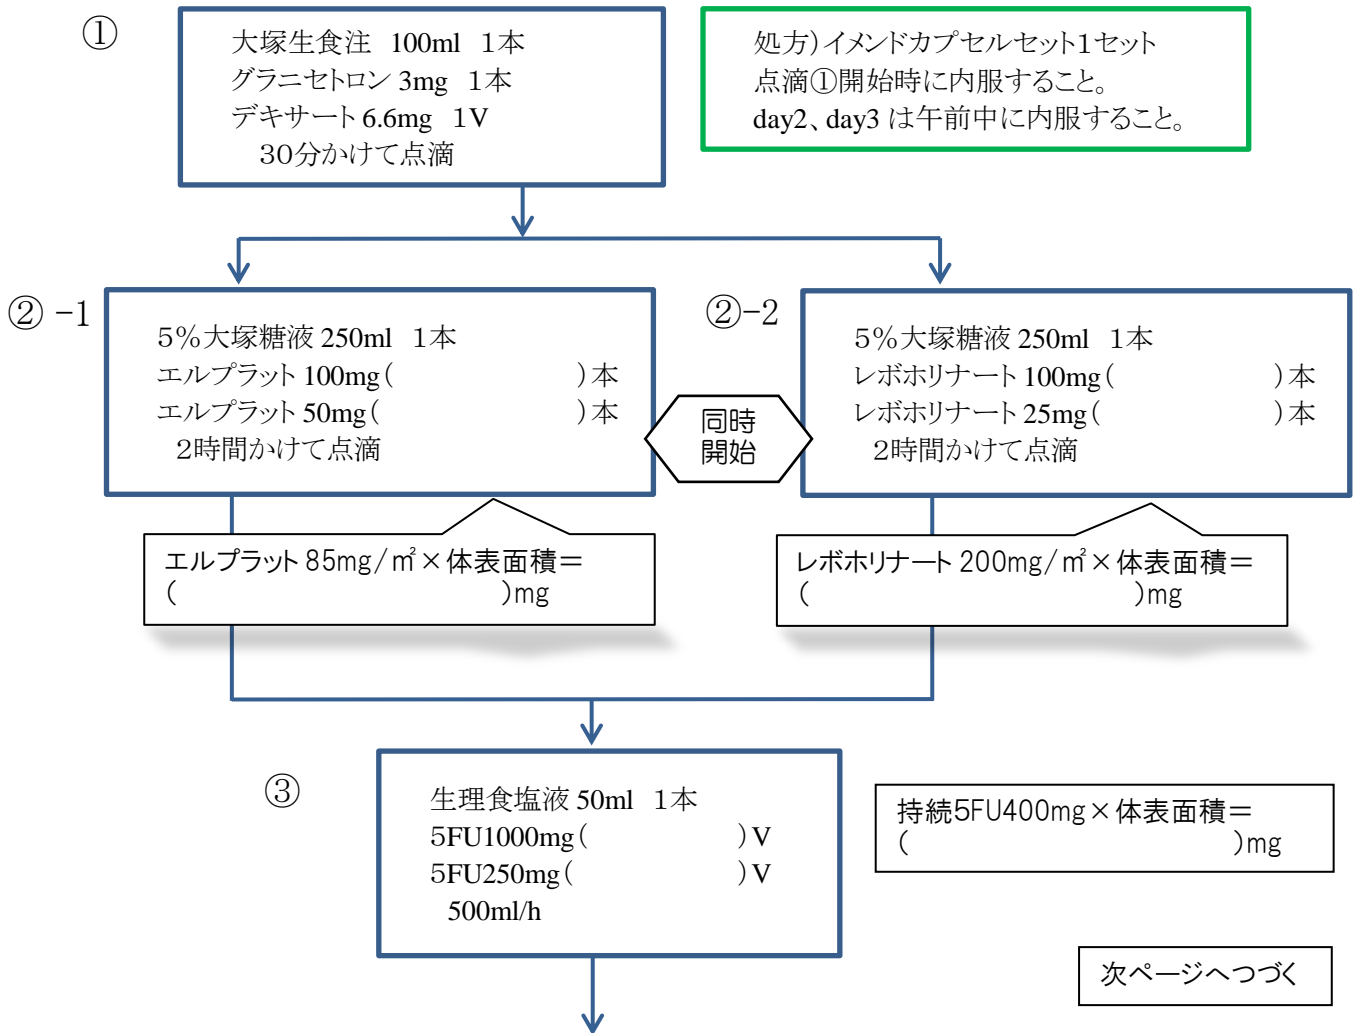 ①
大塚生食注 100ml 1本
グラニセトロン 3mg 1本
デキサート 6.6mg 1V
30分かけて点滴
処方)イメンドカプセルセット1セット
点滴①開始時に内服すること。
day2、day3 は午前中に内服すること。
②-1
5%大塚糖液 250ml 1本
エルプラット 100mg( )本
エルプラット 50mg( )本
2時間かけて点滴
同時
開始
②-2
5%大塚糖液 250ml 1本
レボホリナート 100mg( )本
レボホリナート 25mg( )本
2時間かけて点滴
エルプラット 85mg/㎡×体表面積=
( )mg
レボホリナート 200mg/㎡×体表面積=
( )mg
③
生理食塩液 50ml 1本
5FU1000mg( )V
5FU250mg( )V
500ml/h
持続5FU400mg×体表面積=
( )mg
次ページへつづく